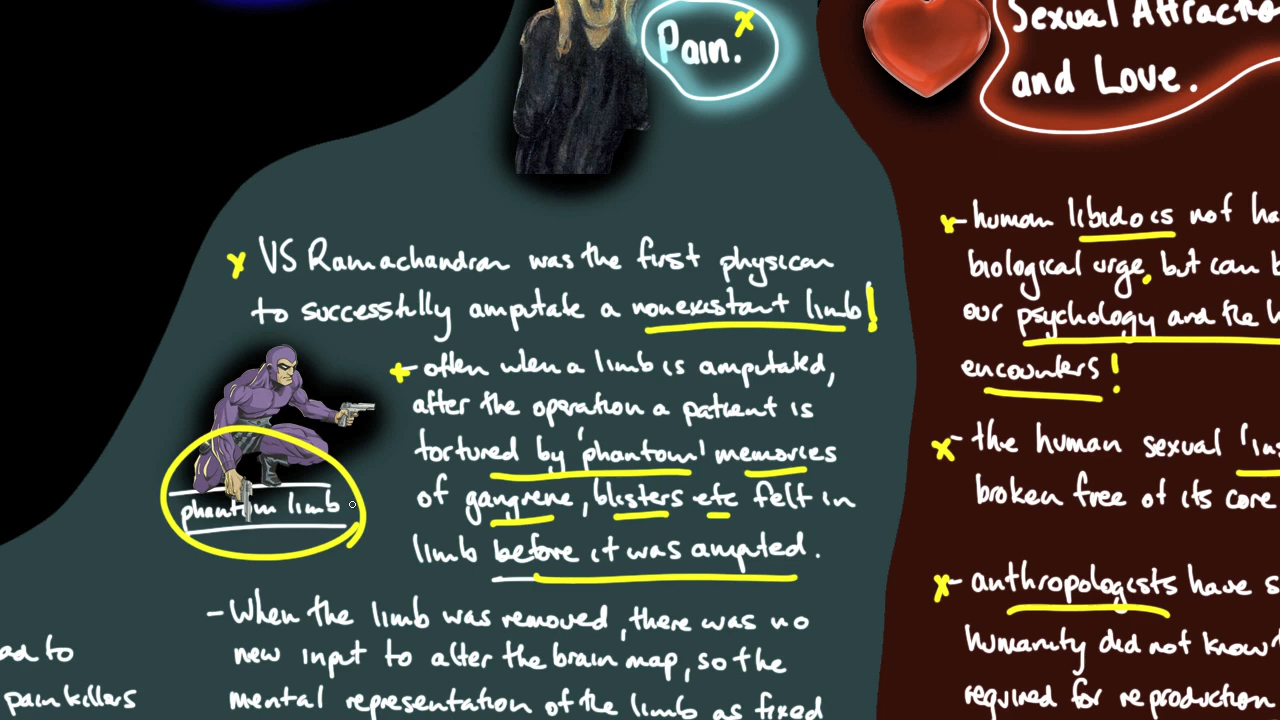 Pain.
VS Ramachandran was the first physican
to successfully amputate a nonexistant limb!
- often when a limb is amputated,
after the operation a patient is
tortured by 'phantom' memories
of gangrene, blisters etc felt in
limb before it was amputed.
phantom limb
- When the limb was removed, there was no
new input to alter the brain map, so the
mental representation of the limb as fixed
ad to
painkillers
Sexual Attractio
and Love.
- human libido is not ha
biological urge, but can b
our psychology and the h
encounters!
- the human sexual 'ins
broken free of its core
- anthropologists have s
humanity did not know
required for reproduction